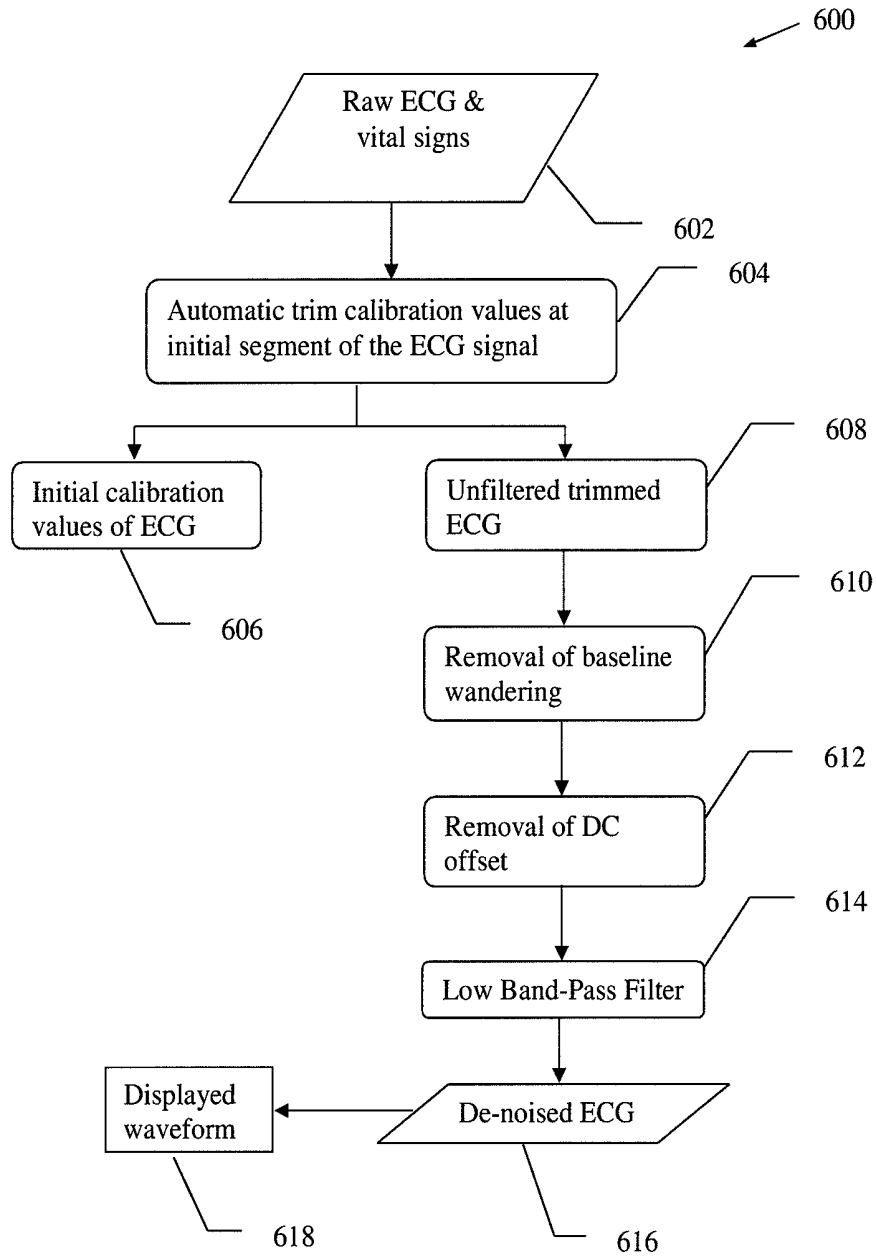 600
Raw ECG &
vital signs
602
604
Automatic trim calibration values at
initial segment of the ECG signal
608
Initial calibration
values of ECG
Unfiltered trimmed
ECG
606
610
Removal of baseline
wandering
612
Removal of DC
offset
614
Low Band-Pass Filter
Displayed
waveform
De-noised ECG
618
616